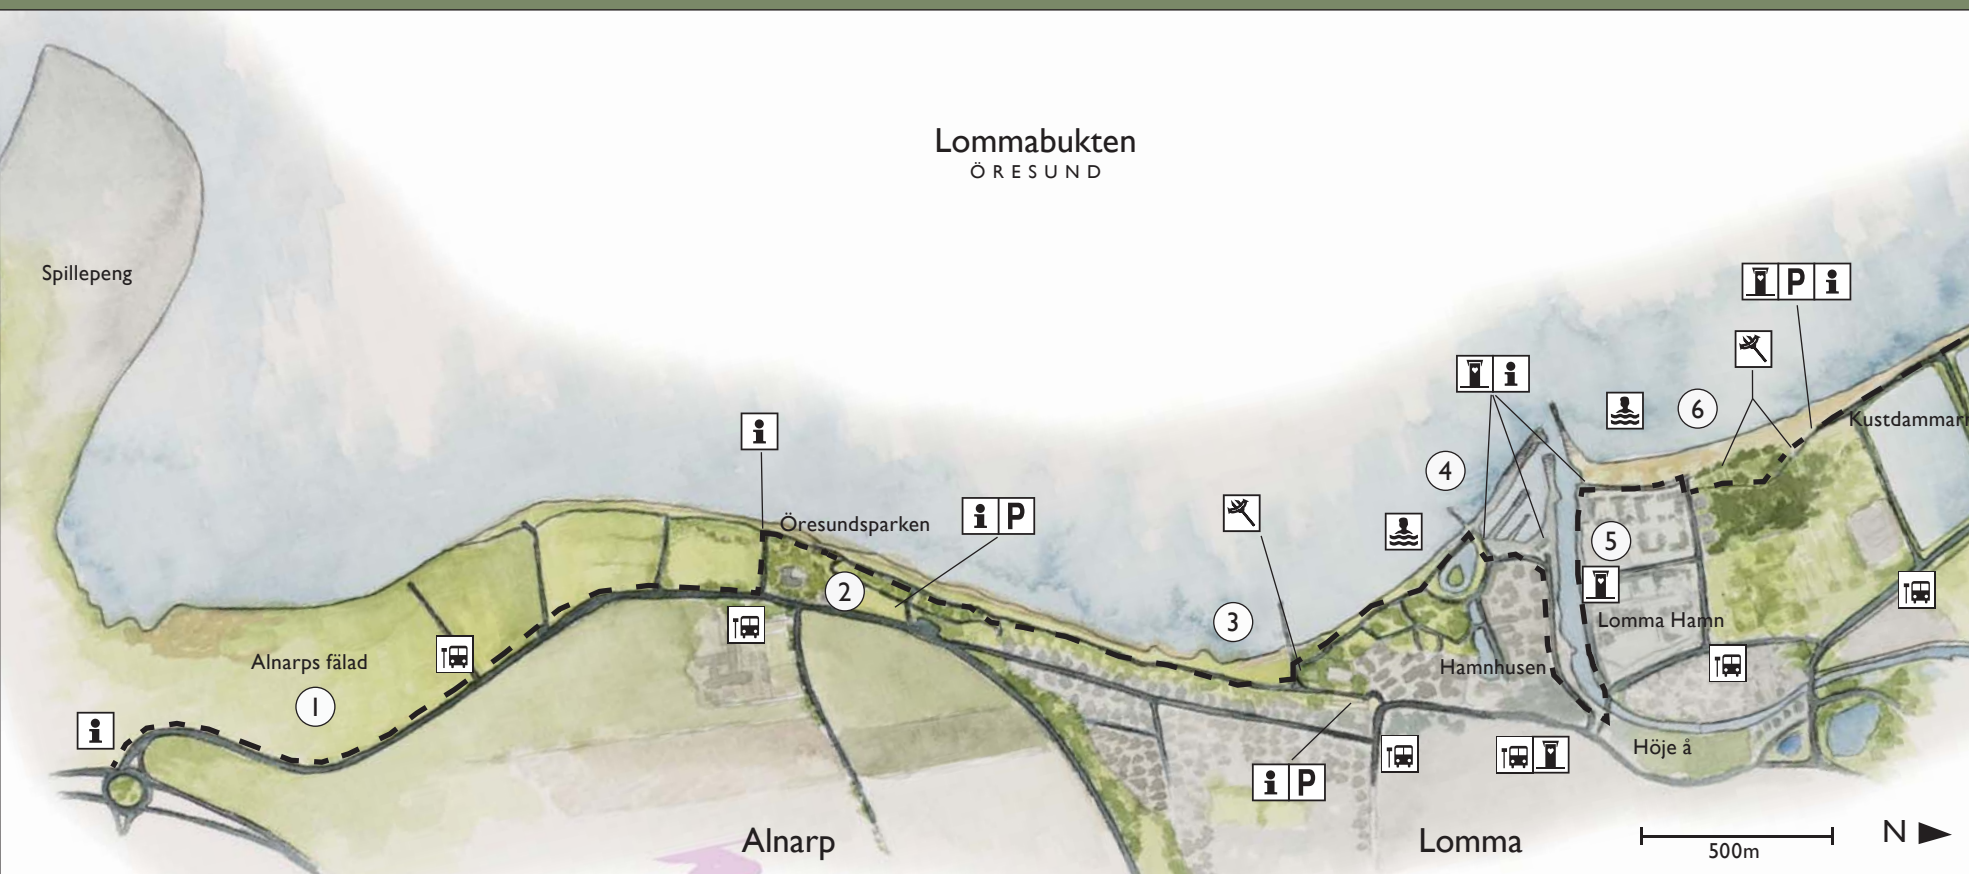 Lommabukten
ÖRESUND
Spillepeng
P i
6
i
i
Kustdammar
4
Öresundsparken
i P
5
2
3
Lomma Hamn
Alnarps fälad
Hamnhusen
1
i
Höje å
i P
Alnarp
Lomma
500m
N